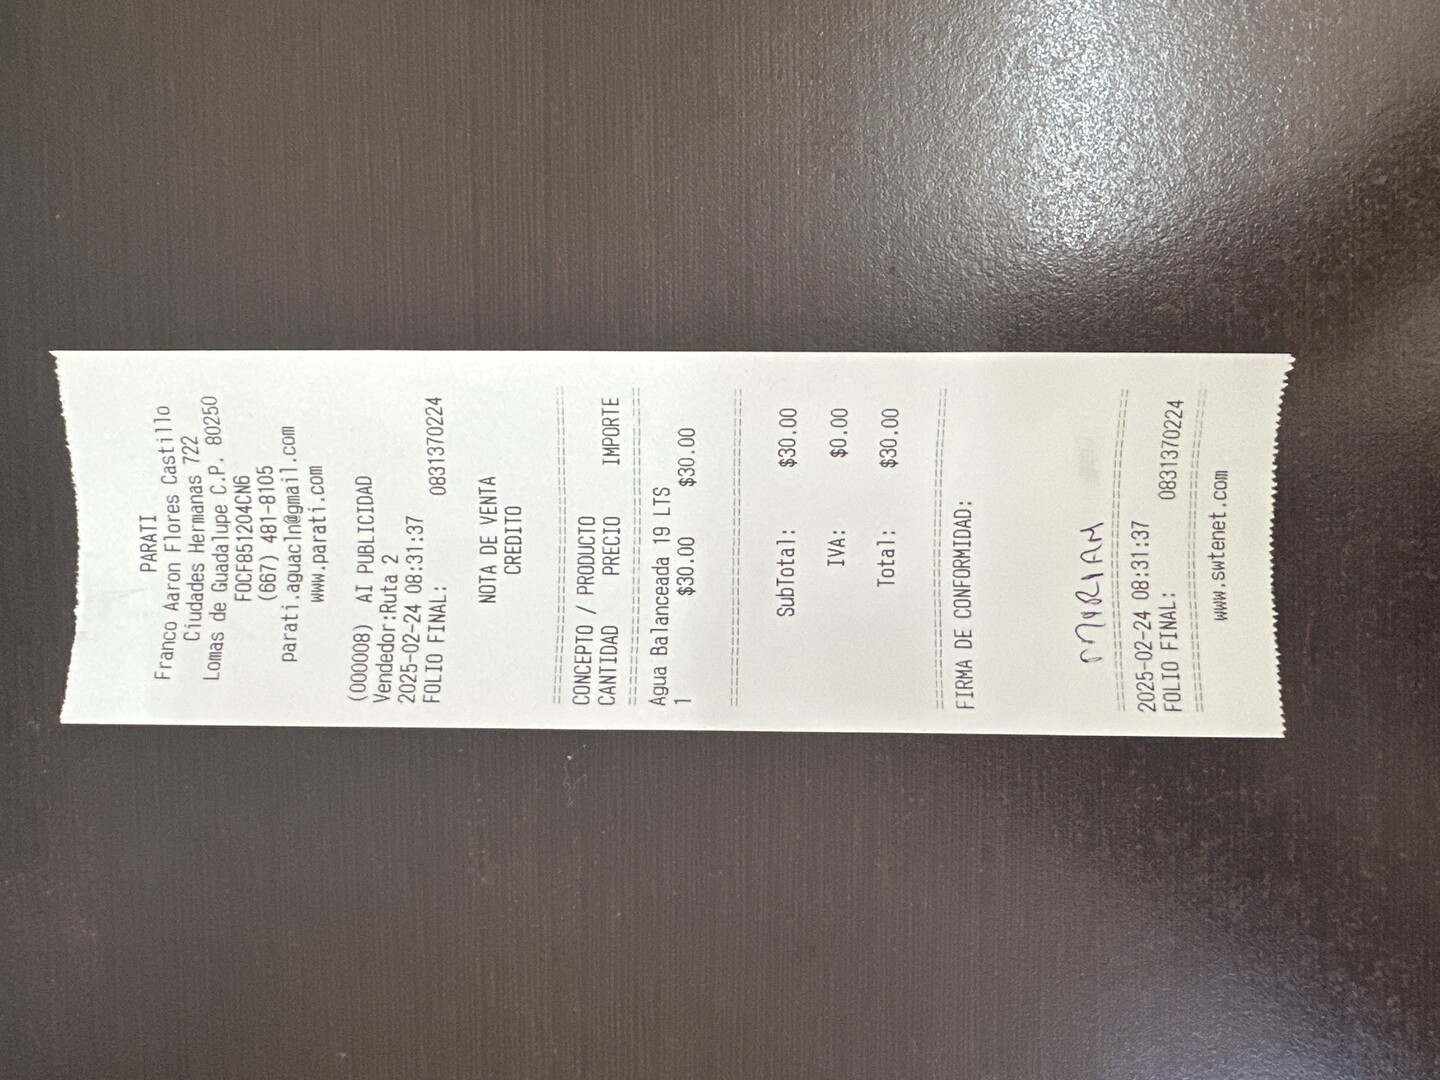 PARATI
Franco Aaron Flores Castillo
Ciudades Hermanas 722
Lomas de Guadalupe C.P. 80250
FOCF851204CN6
(667) 481-8105
parati.aguacln@gmail.com
www.parati.com
(000008) AI PUBLICIDAD
Vendedor:Ruta 2
2025-02-24 08:31:37
FOLIO FINAL: 0831370224
NOTA DE VENTA
CREDITO
CONCEPTO / PRODUCTO
CANTIDAD PRECIO IMPORTE
Agua Balanceada 19 LTS
1 $30.00 $30.00
SubTotal: $30.00
IVA: $0.00
Total: $30.00
FIRMA DE CONFORMIDAD:
MYRIAM
2025-02-24 08:31:37
FOLIO FINAL: 0831370224
www.swtenet.com